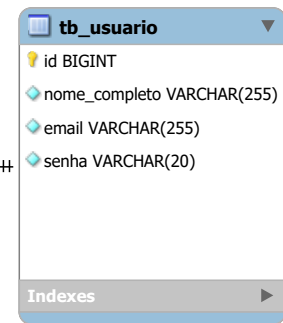 tb_usuario
id BIGINT
nome_completo VARCHAR(255)
email VARCHAR(255)
senha VARCHAR(20)
Indexes